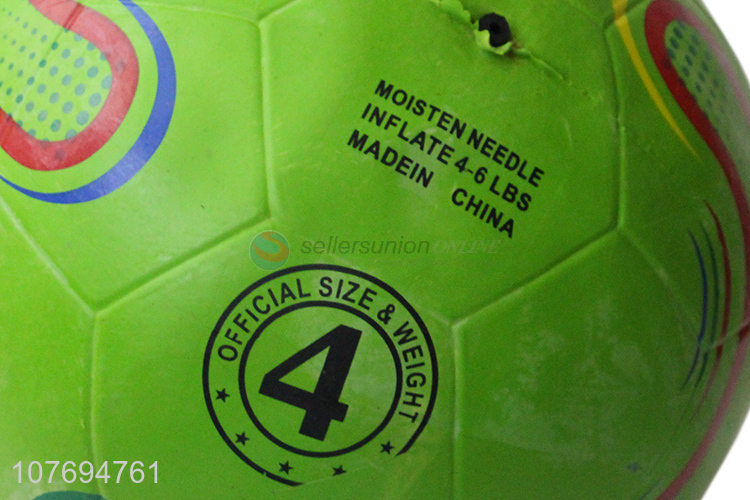 MOISTEN NEEDLE
INFLATE 4-6 LBS
MADEIN CHINA
sellersunion ONLINE
OFFICIAL SIZE & WEIGHT
4
107694761